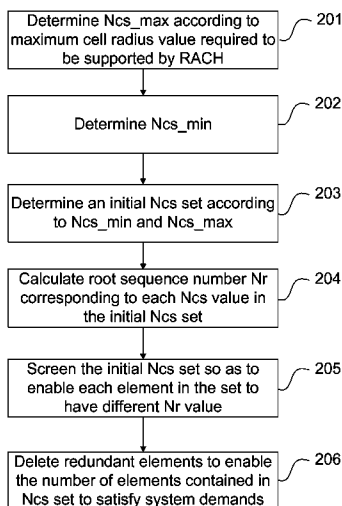 Determine Ncs_max according to
maximum cell radius value required to
be supported by RACH
201
Determine Ncs_min
202
Determine an initial Ncs set according
to Ncs_min and Ncs_max
203
Calculate root sequence number Nr
corresponding to each Ncs value in
the initial Ncs set
204
Screen the initial Ncs set so as to
enable each element in the set to
have different Nr value
205
Delete redundant elements to enable
the number of elements contained in
Ncs set to satisfy system demands
206